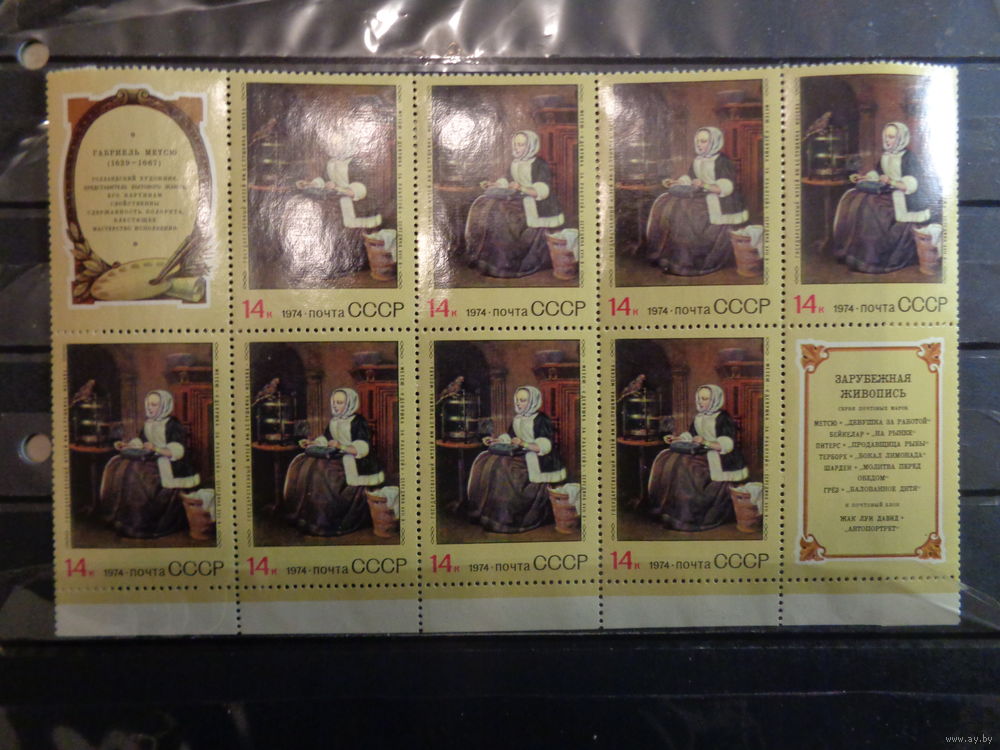 ГАБРИЕЛЬ МЕТСЮ
(1629–1667)
ГОЛЛАНДСКИЙ ХУДОЖНИК,
ПРЕДСТАВИТЕЛЬ БЫТОВОГО ЖАНРА.
ЕГО КАРТИНАМ
СВОЙСТВЕННЫ
СДЕРЖАННОСТЬ КОЛОРИТА,
БЛЕСТЯЩЕЕ
МАСТЕРСТВО ИСПОЛНЕНИЯ.
14к 1974·ПОЧТА СССР
14к 1974·ПОЧТА СССР
14к 1974·ПОЧТА СССР
14к 1974·ПОЧТА СССР
14к 1974·ПОЧТА СССР
14к 1974·ПОЧТА СССР
14к 1974·ПОЧТА СССР
14к 1974·ПОЧТА СССР
ЗАРУБЕЖНАЯ
ЖИВОПИСЬ
СЕРИЯ ПОЧТОВЫХ МАРОК
МЕТСЮ • „ДЕВУШКА ЗА РАБОТОЙ"
БЕЙКЕЛАР • „НА РЫНКЕ"
ПИТЕРС • „ПРОДАВЩИЦА РЫБЫ"
ТЕРБОРХ • „БОКАЛ ЛИМОНАДА"
ШАРДЕН • „МОЛИТВА ПЕРЕД
ОБЕДОМ"
ГРЁЗ • „БАЛОВАННОЕ ДИТЯ"
И ПОЧТОВЫЙ БЛОК
ЖАК ЛУИ ДАВИД •
„АВТОПОРТРЕТ"
www.ay.by